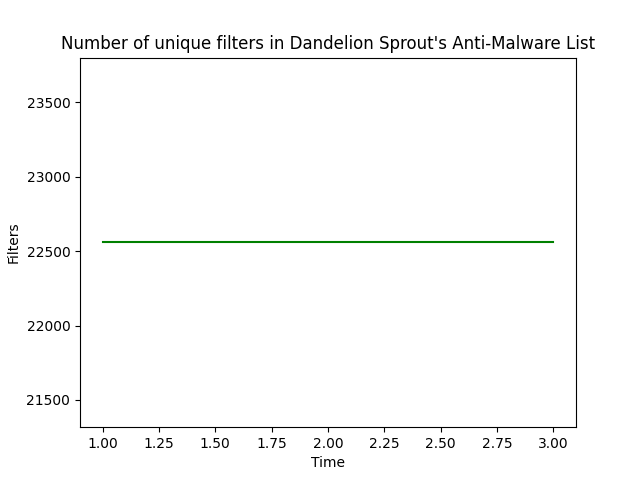 Number of unique filters in Dandelion Sprout's Anti-Malware List
23500
23000
22500
22000
21500
Filters
1.00 1.25 1.50 1.75 2.00 2.25 2.50 2.75 3.00
Time